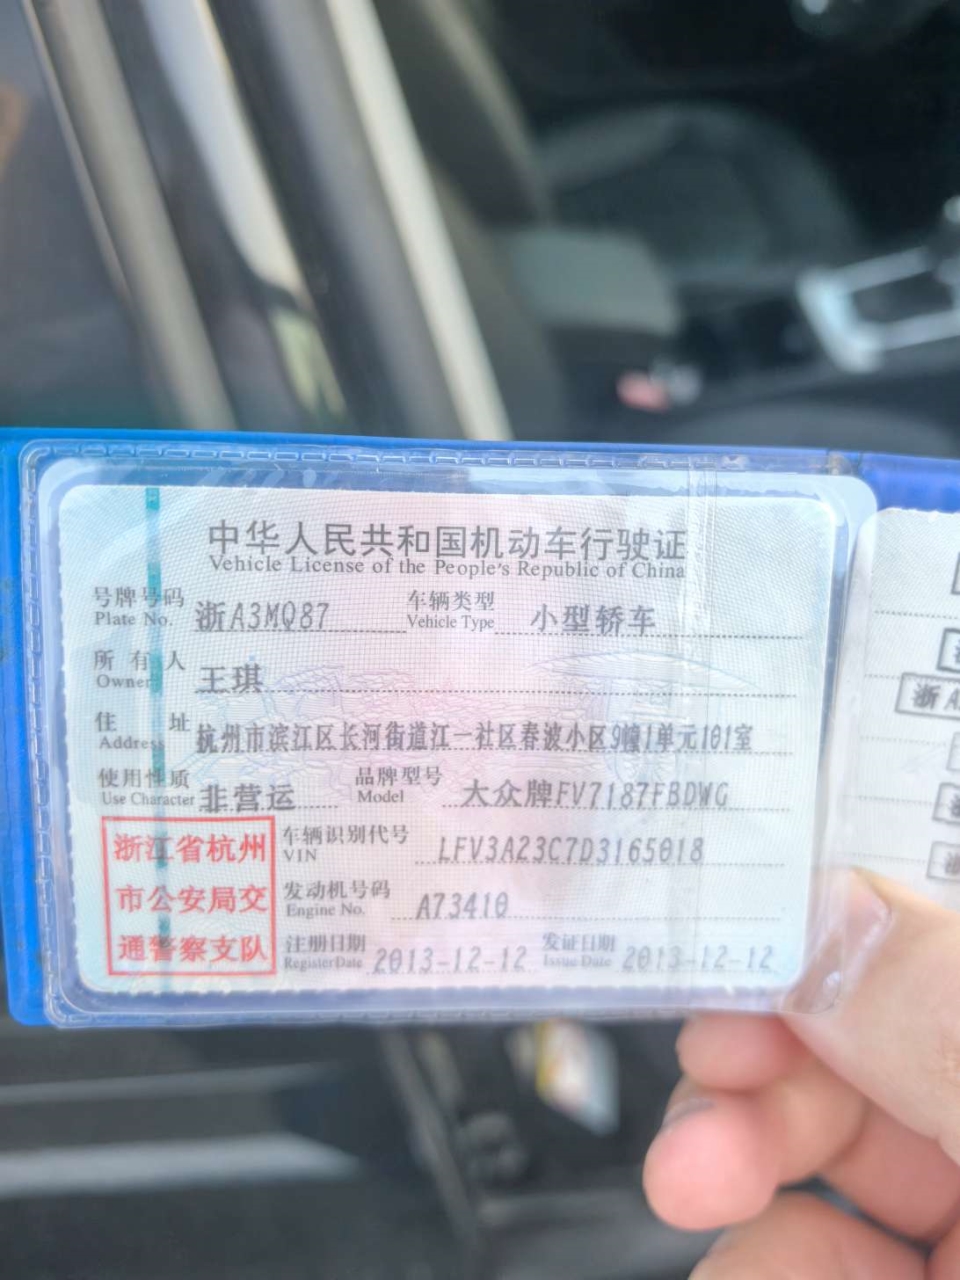 中华人民共和国机动车行驶证
Vehicle License of the People's Republic of China
号牌号码 浙A3MQ87 车辆类型 小型轿车
Plate No. Vehicle Type
所有人 王琪
Owner
住址 杭州市滨江区长河街道江一社区春波小区9幢1单元101室
Address
使用性质 非营运 品牌型号 大众牌FV7187FBDWG
Use Character Model
浙江省杭州
市公安局交
通警察支队
车辆识别代号 LFV3A23C7D3165018
VIN
发动机号码 A73410
Engine No.
注册日期 2013-12-12 发证日期 2013-12-12
Register Date Issue Date
浙A